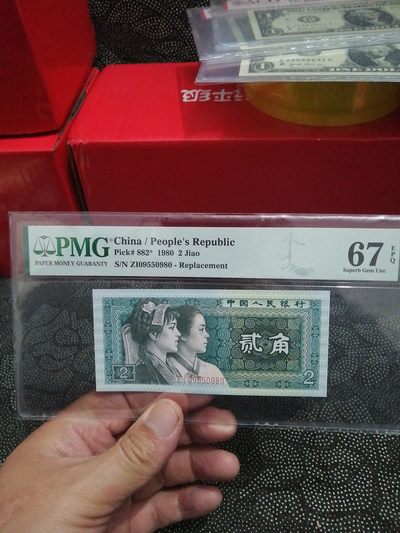 PMG
PAPER MONEY GUARANTY
China / People's Republic
Pick# 882* 1980 2 Jiao
S/N ZI09550980 - Replacement
67
EPQ
Superb Gem Unc
中国人民银行
贰角
09550980
2
2